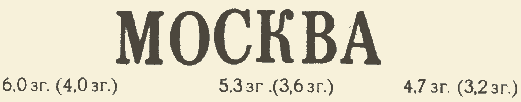 МОСКВА
6,0 зг. (4,0 зг.) 5,3 зг .(3,6 зг.) 4,7 зг. (3,2 зг.)